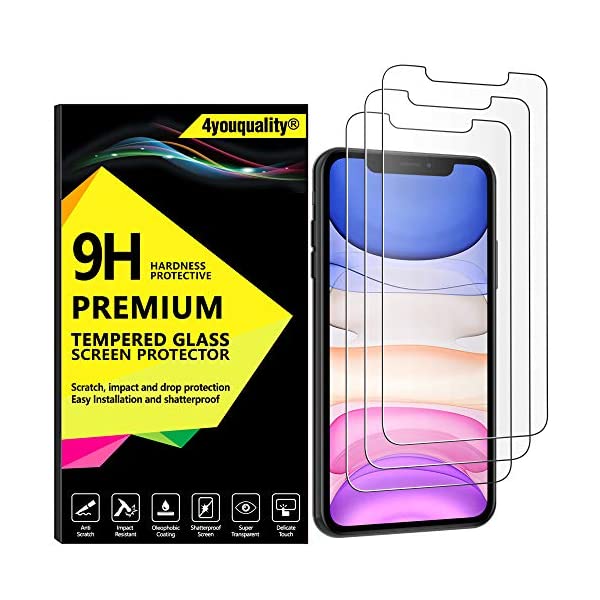 4youquality®
9H HARDNESS
PROTECTIVE
PREMIUM
TEMPERED GLASS
SCREEN PROTECTOR
Scratch, impact and drop protection
Easy Installation and shatterproof
Anti
Scratch
Impact
Resistant
Oleophobic
Coating
Shatterproof
Screen
Super
Transparent
Delicate
Touch